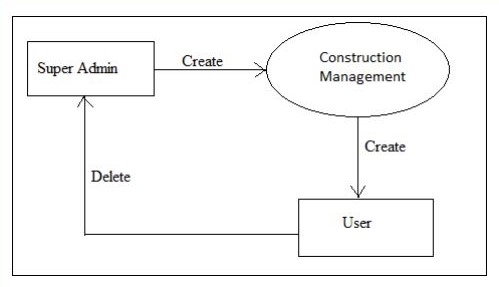 Super Admin
Create
Construction
Management
Create
Delete
User